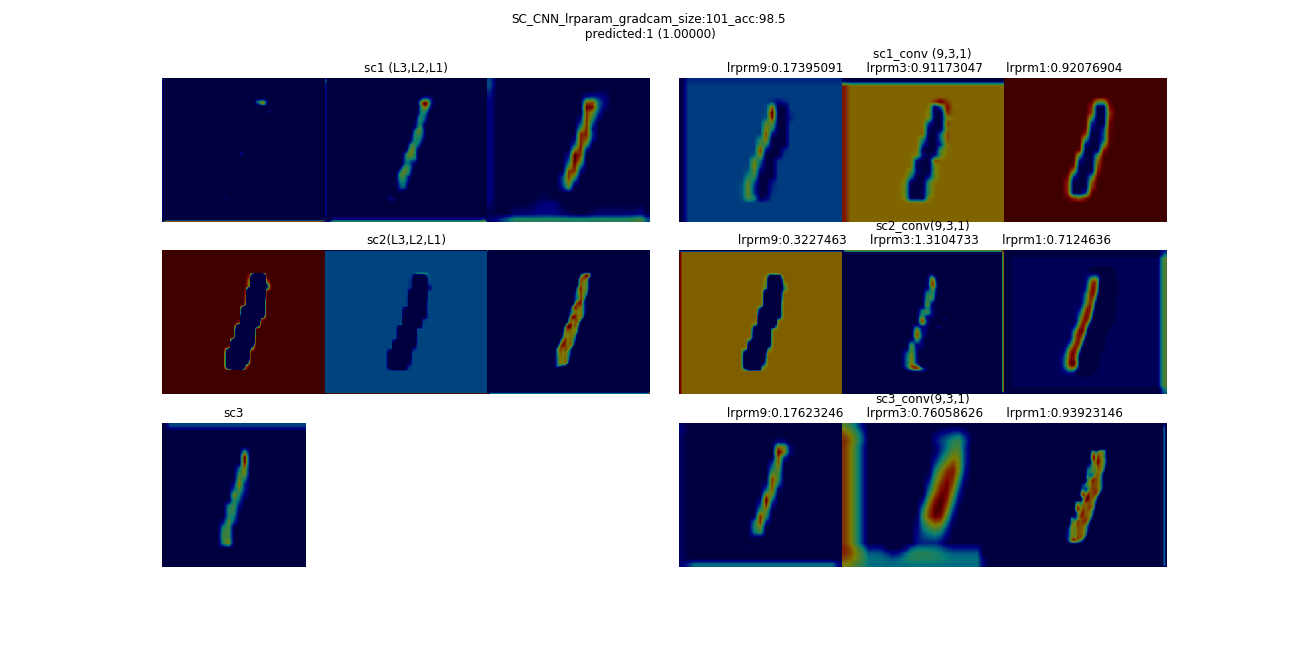 SC_CNN_lrparam_gradcam_size:101_acc:98.5
predicted:1 (1.00000)
sc1 (L3,L2,L1)
sc1_conv (9,3,1)
lrprm9:0.17395091 lrprm3:0.91173047 lrprm1:0.92076904
sc2(L3,L2,L1)
sc2_conv(9,3,1)
lrprm9:0.3227463 lrprm3:1.3104733 lrprm1:0.7124636
sc3
sc3_conv(9,3,1)
lrprm9:0.17623246 lrprm3:0.76058626 lrprm1:0.93923146